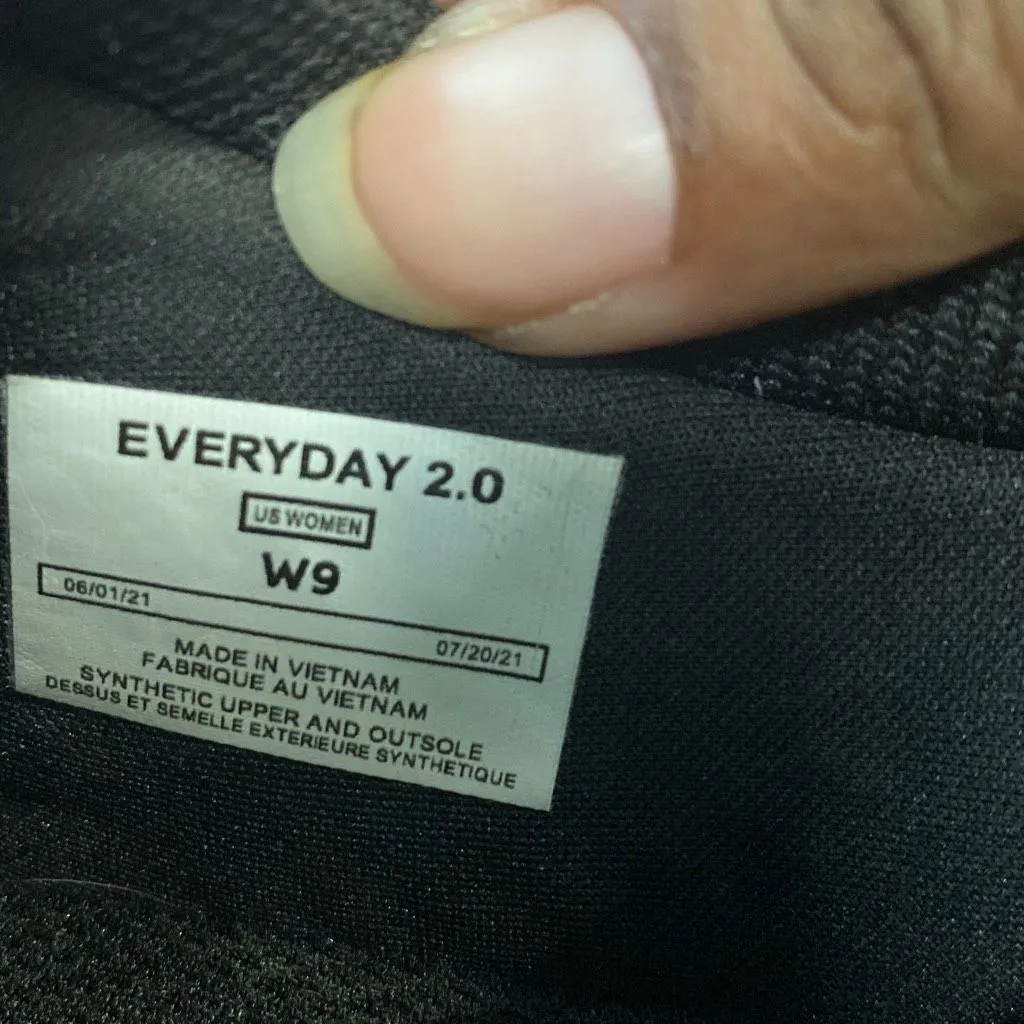 EVERYDAY 2.0
US WOMEN
W9
06/01/21 07/20/21
MADE IN VIETNAM
FABRIQUE AU VIETNAM
SYNTHETIC UPPER AND OUTSOLE
DESSUS ET SEMELLE EXTERIEURE SYNTHETIQUE